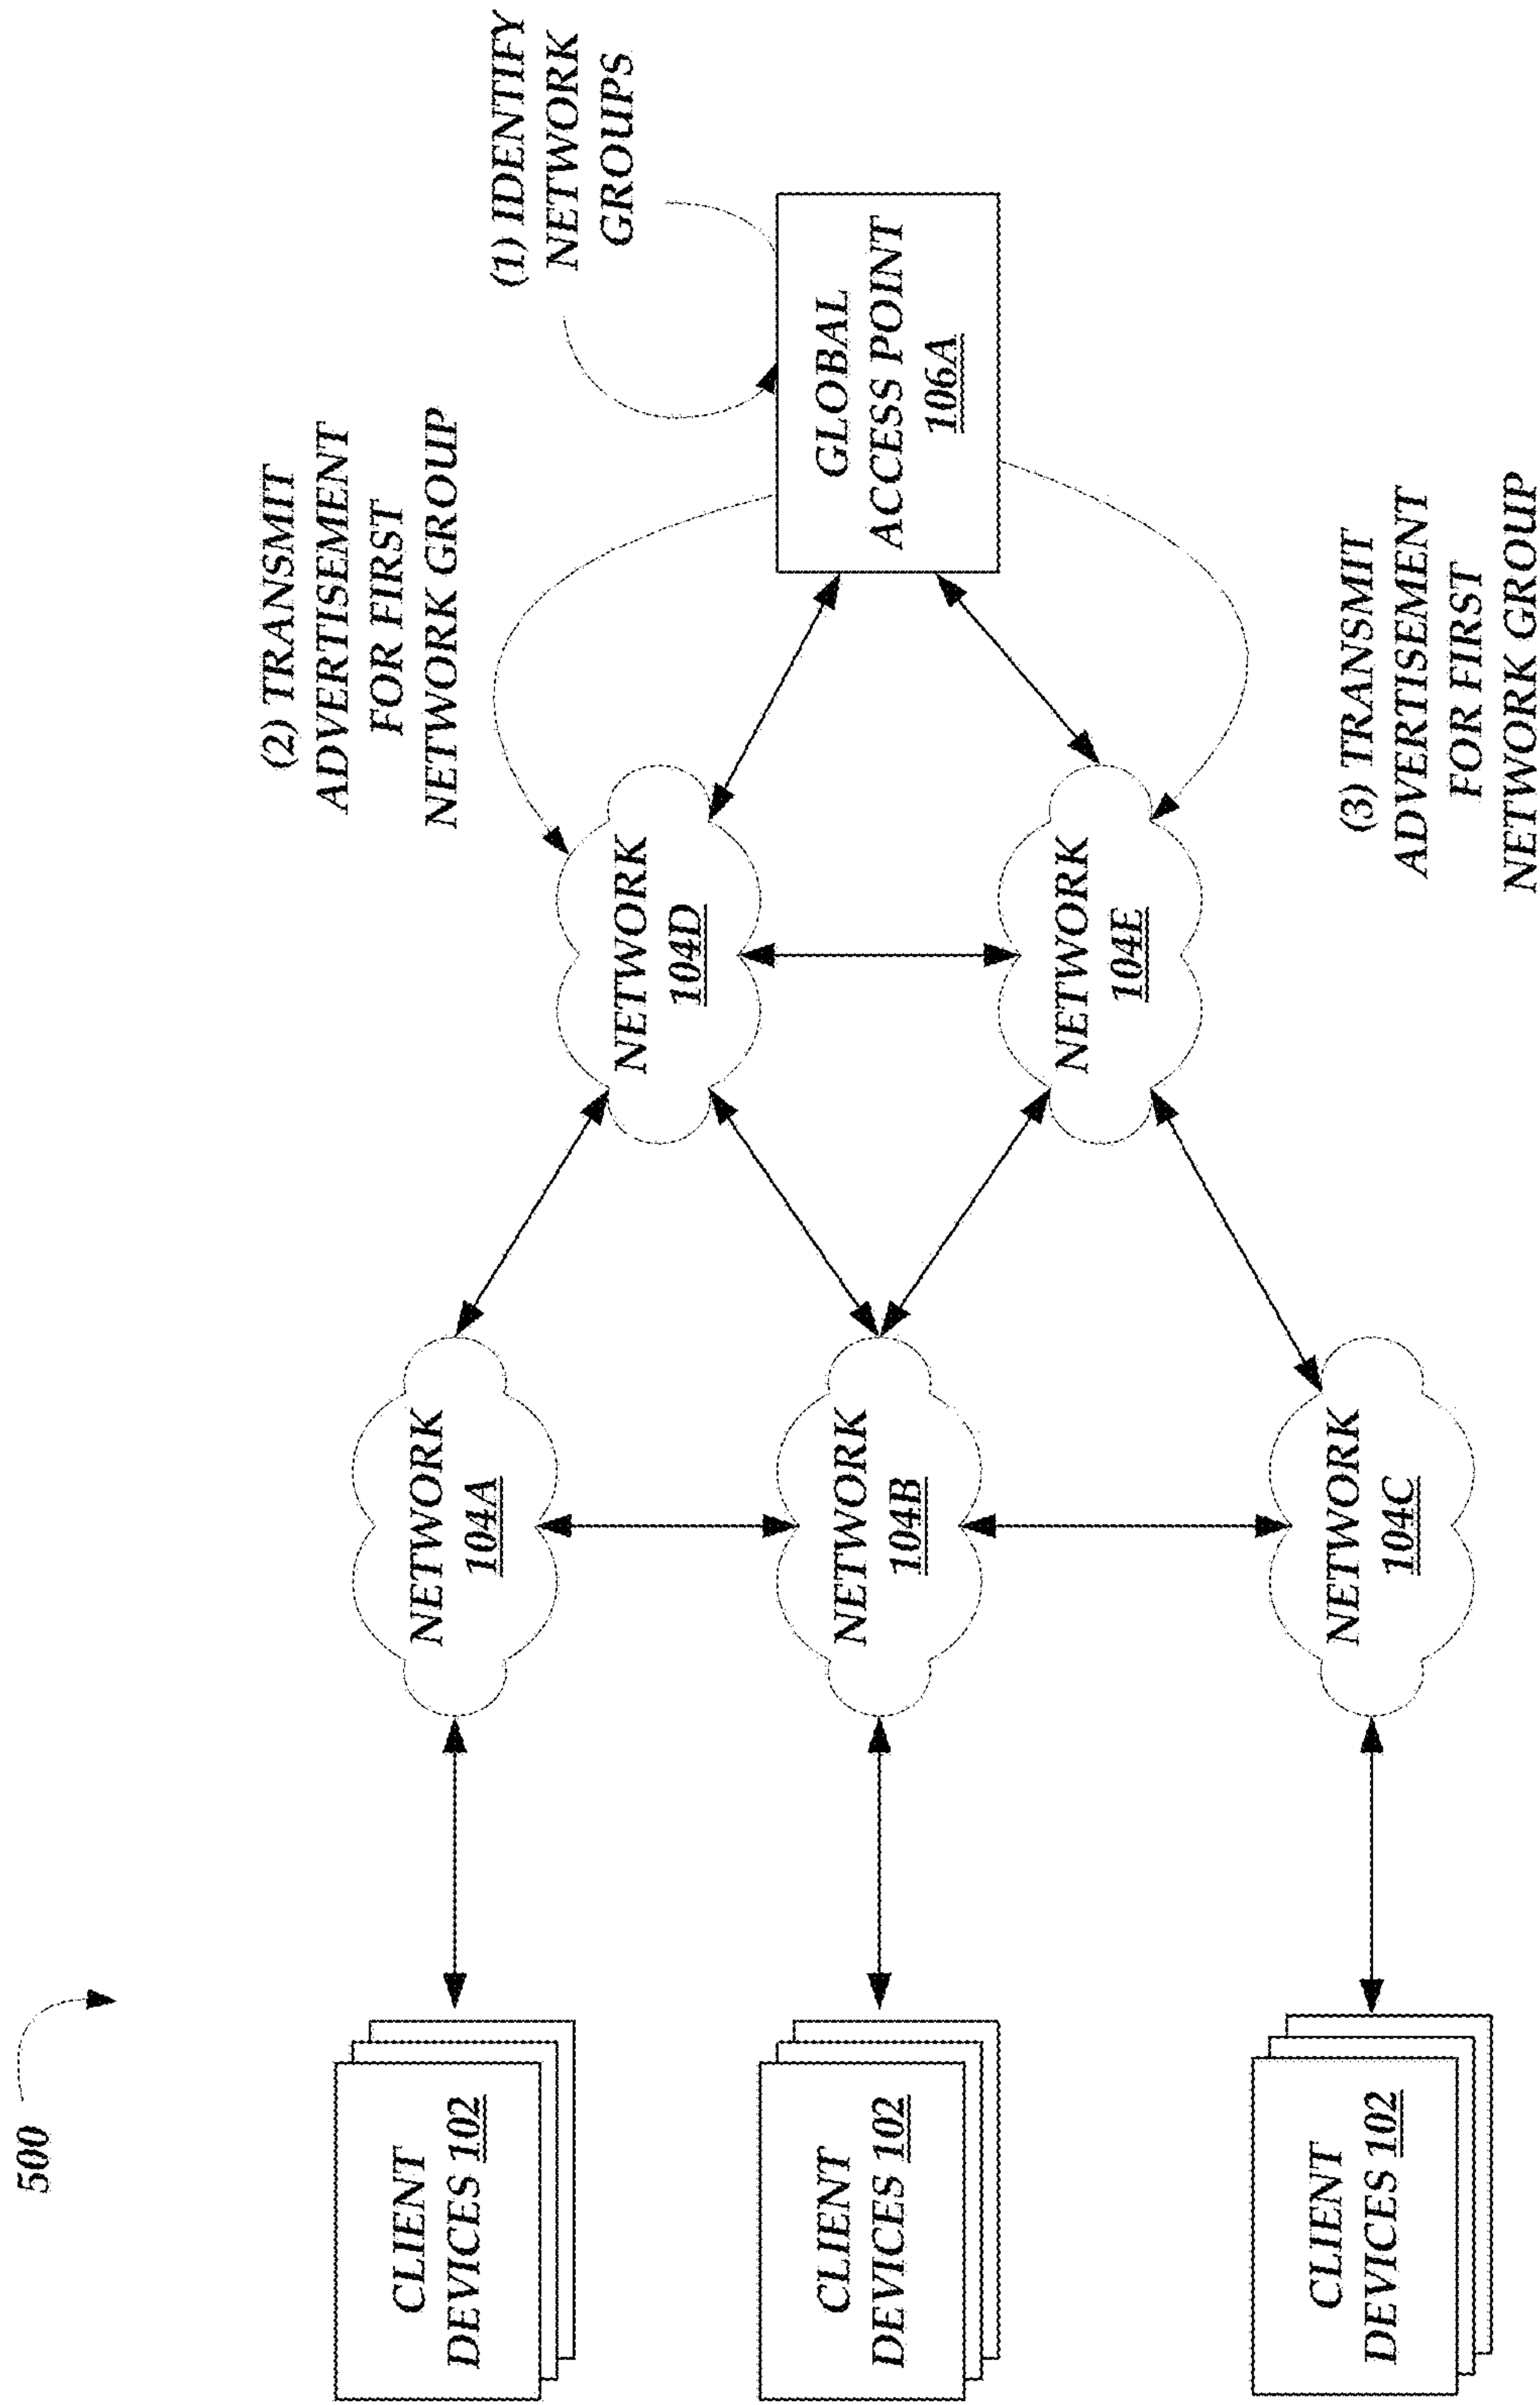 500
CLIENT
DEVICES 102
CLIENT
DEVICES 102
CLIENT
DEVICES 102
NETWORK
104A
NETWORK
104B
NETWORK
104C
NETWORK
104D
NETWORK
104E
(2) TRANSMIT
ADVERTISEMENT
FOR FIRST
NETWORK GROUP
(3) TRANSMIT
ADVERTISEMENT
FOR FIRST
NETWORK GROUP
GLOBAL
ACCESS POINT
106A
(1) IDENTIFY
NETWORK
GROUPS